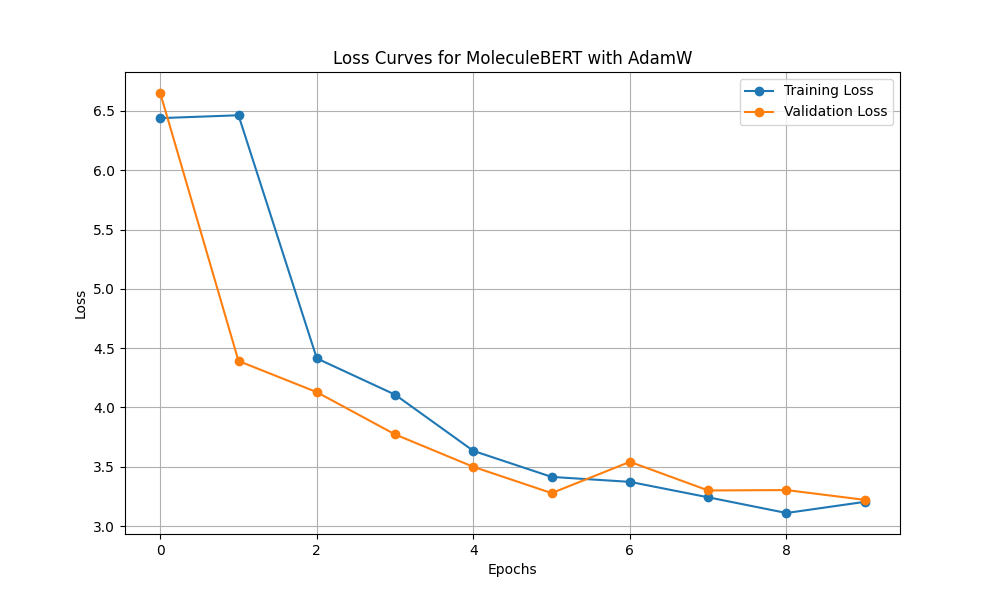 Loss Curves for MoleculeBERT with AdamW
Training Loss
Validation Loss
6.5
6.0
5.5
5.0
4.5
4.0
3.5
3.0
Loss
0 2 4 6 8
Epochs